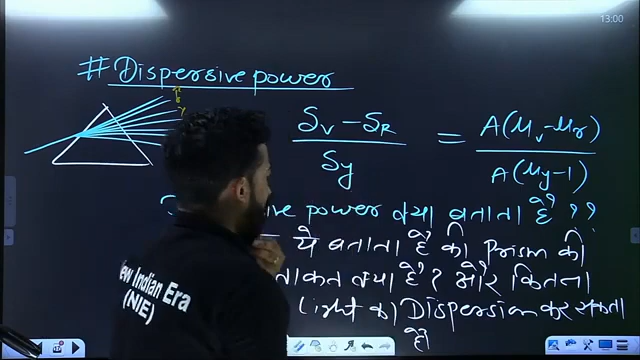 13:00
# Dispersive power
δv − δR / δy = A(μv − μr) / A(μy − 1)
sive power क्या बताता है ??
ये बताता है की Prism की
ताकत क्या है? और कितना
Light का Dispersion कर सकता
है
New Indian Era
(NIE)